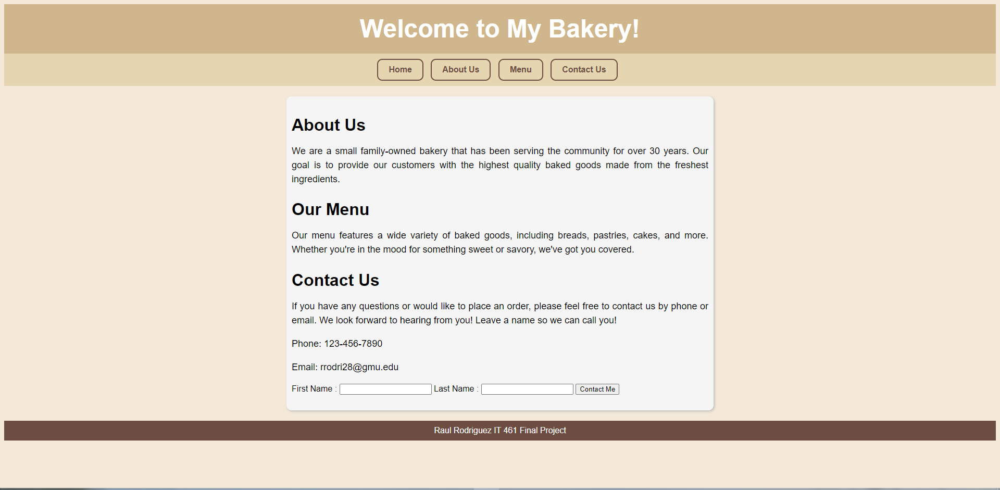 Welcome to My Bakery!
Home About Us Menu Contact Us
About Us
We are a small family-owned bakery that has been serving the community for over 30 years. Our
goal is to provide our customers with the highest quality baked goods made from the freshest
ingredients.
Our Menu
Our menu features a wide variety of baked goods, including breads, pastries, cakes, and more.
Whether you're in the mood for something sweet or savory, we've got you covered.
Contact Us
If you have any questions or would like to place an order, please feel free to contact us by phone or
email. We look forward to hearing from you! Leave a name so we can call you!
Phone: 123-456-7890
Email: rrodri28@gmu.edu
First Name : Last Name : Contact Me
Raul Rodriguez IT 461 Final Project